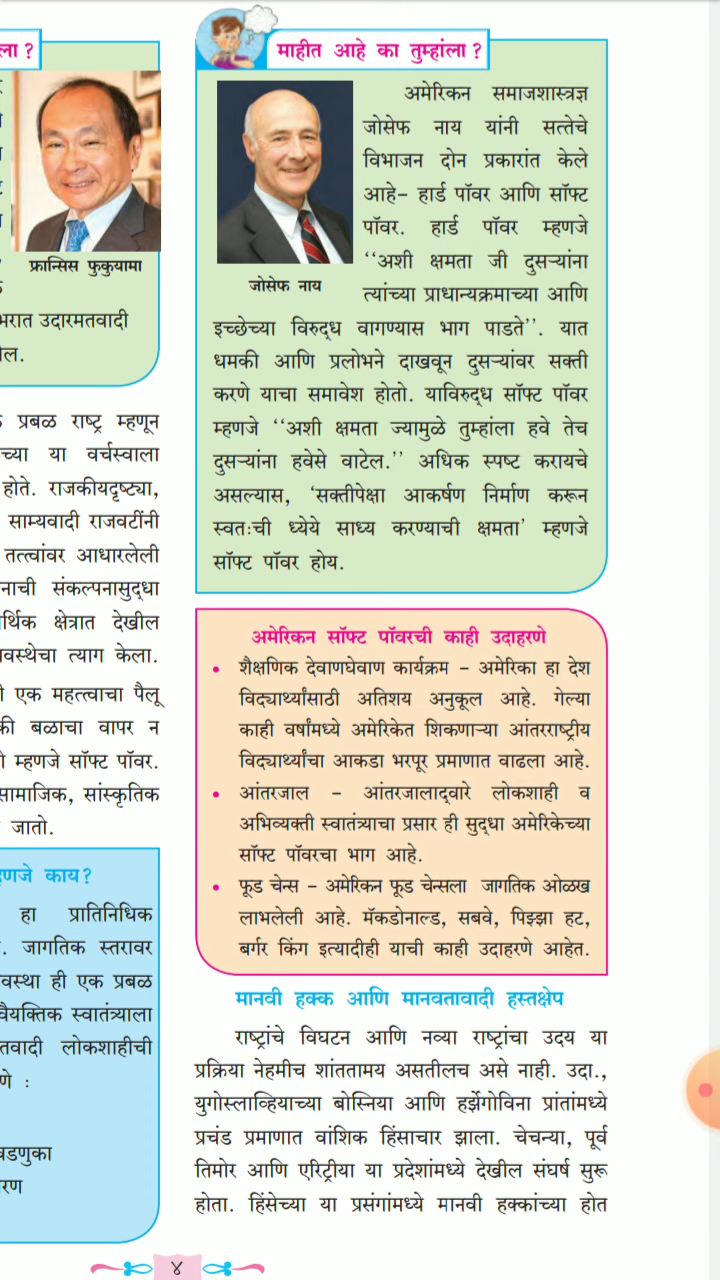 ला ?
फ्रान्सिस फुकुयामा
भरात उदारमतवादी
प्रबळ राष्ट्र म्हणून
च्या या वर्चस्वाला
होते. राजकीयदृष्ट्या,
साम्यवादी राजवटींनी
तत्त्वांवर आधारलेली
नाची संकल्पनासुद्धा
र्थिक क्षेत्रात देखील
वस्थेचा त्याग केला.
ी एक महत्त्वाचा पैलू
की बळाचा वापर न
ो म्हणजे सॉफ्ट पॉवर.
सामाजिक, सांस्कृतिक
जातो.
हणजे काय?
हा प्रातिनिधिक
. जागतिक स्तरावर
वस्था ही एक प्रबळ
वैयक्तिक स्वातंत्र्याला
तवादी लोकशाहीची
णे :
वडणुका
रण
माहीत आहे का तुम्हांला ?
अमेरिकन समाजशास्त्रज्ञ
जोसेफ नाय यांनी सत्तेचे
विभाजन दोन प्रकारांत केले
आहे– हार्ड पॉवर आणि सॉफ्ट
पॉवर. हार्ड पॉवर म्हणजे
‘‘अशी क्षमता जी दुसऱ्यांना
जोसेफ नाय
त्यांच्या प्राधान्यक्रमाच्या आणि
इच्छेच्या विरुद्ध वागण्यास भाग पाडते’’. यात
धमकी आणि प्रलोभने दाखवून दुसऱ्यांवर सक्ती
करणे याचा समावेश होतो. याविरुद्ध सॉफ्ट पॉवर
म्हणजे ‘‘अशी क्षमता ज्यामुळे तुम्हांला हवे तेच
दुसऱ्यांना हवेसे वाटेल.’’ अधिक स्पष्ट करायचे
असल्यास, ‘सक्तीपेक्षा आकर्षण निर्माण करून
स्वतःची ध्येये साध्य करण्याची क्षमता’ म्हणजे
सॉफ्ट पॉवर होय.
अमेरिकन सॉफ्ट पॉवरची काही उदाहरणे
• शैक्षणिक देवाणघेवाण कार्यक्रम – अमेरिका हा देश
विद्यार्थ्यांसाठी अतिशय अनुकूल आहे. गेल्या
काही वर्षांमध्ये अमेरिकेत शिकणाऱ्या आंतरराष्ट्रीय
विद्यार्थ्यांचा आकडा भरपूर प्रमाणात वाढला आहे.
• आंतरजाल – आंतरजालाद्‌वारे लोकशाही व
अभिव्यक्ती स्वातंत्र्याचा प्रसार ही सुद्धा अमेरिकेच्या
सॉफ्ट पॉवरचा भाग आहे.
• फूड चेन्स – अमेरिकन फूड चेन्सला जागतिक ओळख
लाभलेली आहे. मॅकडोनाल्ड, सबवे, पिझ्झा हट,
बर्गर किंग इत्यादीही याची काही उदाहरणे आहेत.
मानवी हक्क आणि मानवतावादी हस्तक्षेप
राष्ट्रांचे विघटन आणि नव्या राष्ट्रांचा उदय या
प्रक्रिया नेहमीच शांततामय असतीलच असे नाही. उदा.,
युगोस्लाव्हियाच्या बोस्निया आणि हर्झेगोविना प्रांतांमध्ये
प्रचंड प्रमाणात वांशिक हिंसाचार झाला. चेचन्या, पूर्व
तिमोर आणि एरिट्रीया या प्रदेशांमध्ये देखील संघर्ष सुरू
होता. हिंसेच्या या प्रसंगांमध्ये मानवी हक्कांच्या होत
४